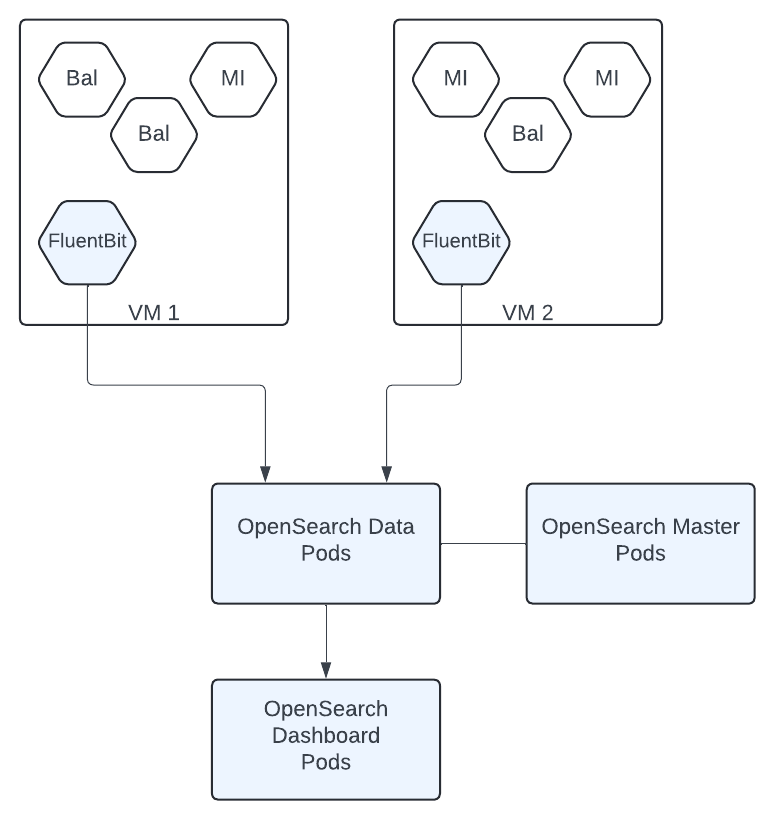 Bal
MI
Bal
FluentBit
VM 1
MI
MI
Bal
FluentBit
VM 2
OpenSearch Data
Pods
OpenSearch Master
Pods
OpenSearch
Dashboard
Pods